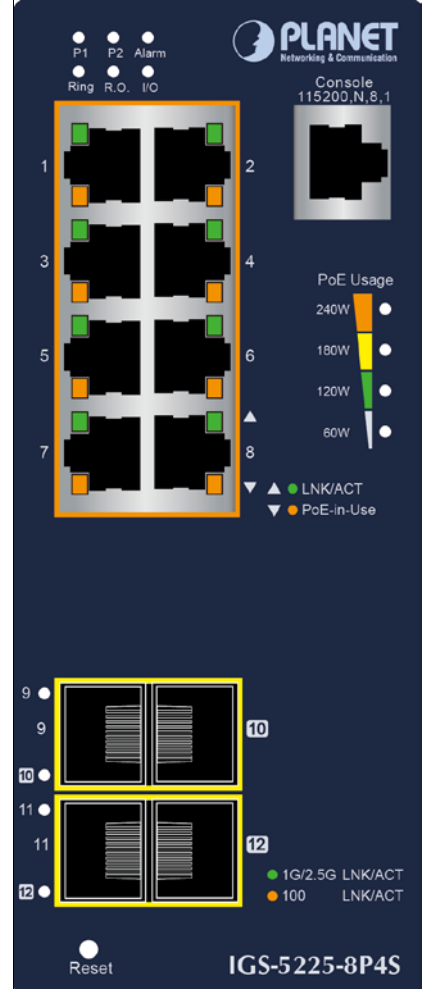 PLANET
Networking & Communication
P1 P2 Alarm
Ring R.O. I/O
Console
115200,N,8,1
1 2
3 4
5 6
7 8
PoE Usage
240W
180W
120W
60W
LNK/ACT
PoE-in-Use
9
9 10
10
11
11 12
12
1G/2.5G LNK/ACT
100 LNK/ACT
Reset
IGS-5225-8P4S